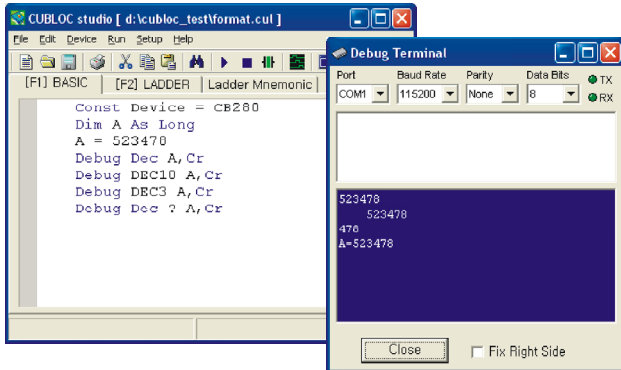 CUBLOC studio [ d:\cubloc_test\format.cul ]
File Edit Device Run Setup Help
[F1] BASIC [F2] LADDER Ladder Mnemonic
Const Device = CB280
Dim A As Long
A = 523478
Debug Dec A,Cr
Debug DEC10 A,Cr
Debug DEC3 A,Cr
Debug Dec ? A,Cr
Debug Terminal
Port Baud Rate Parity Data Bits TX
COM1 115200 None 8 RX
523478
523478
478
A=523478
Close Fix Right Side